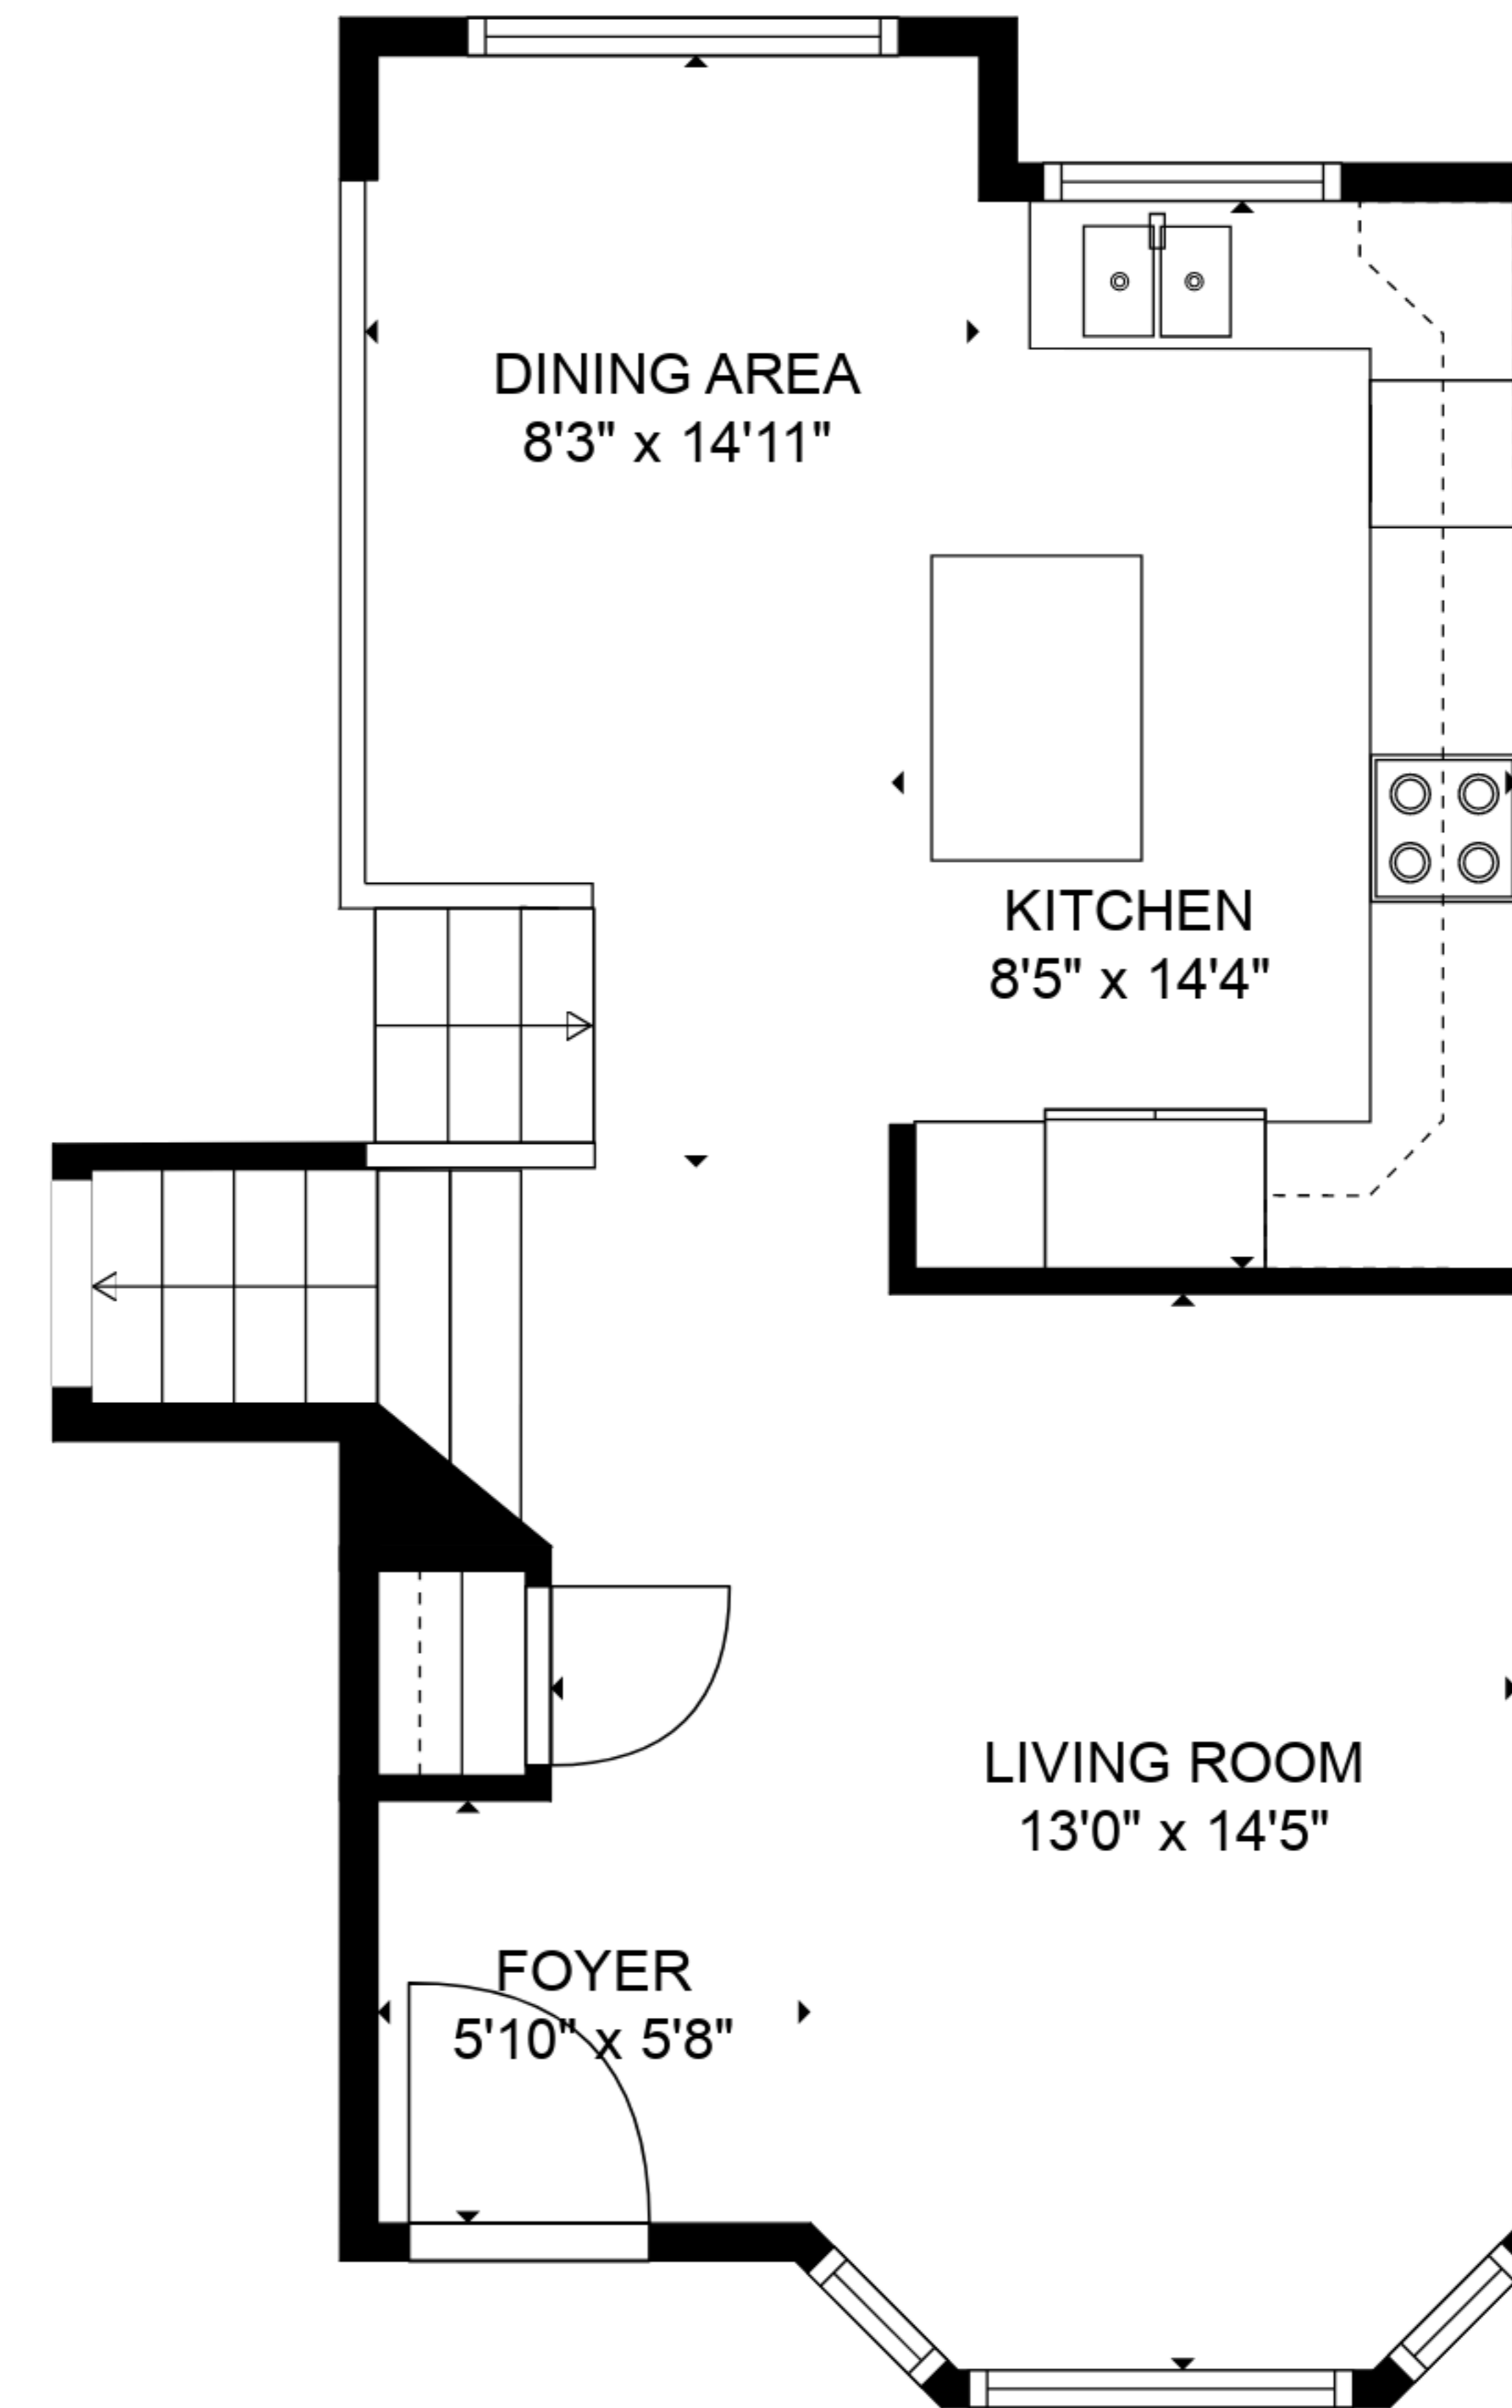 DINING AREA
8'3" x 14'11"
KITCHEN
8'5" x 14'4"
LIVING ROOM
13'0" x 14'5"
FOYER
5'10" x 5'8"